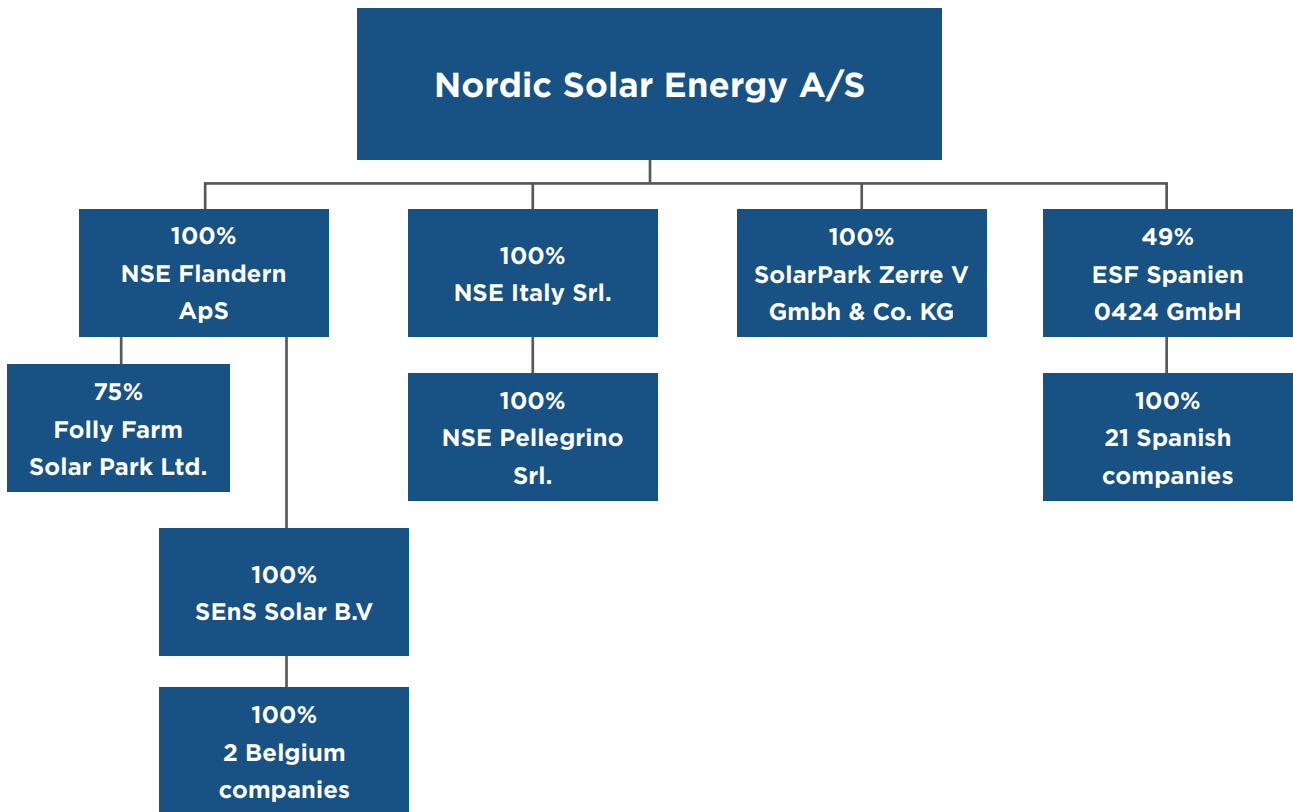 Nordic Solar Energy A/S
100%
NSE Flandern
ApS
100%
NSE Italy Srl.
100%
SolarPark Zerre V
Gmbh & Co. KG
49%
ESF Spanien
0424 GmbH
75%
Folly Farm
Solar Park Ltd.
100%
NSE Pellegrino
Srl.
100%
21 Spanish
companies
100%
SEnS Solar B.V
100%
2 Belgium
companies